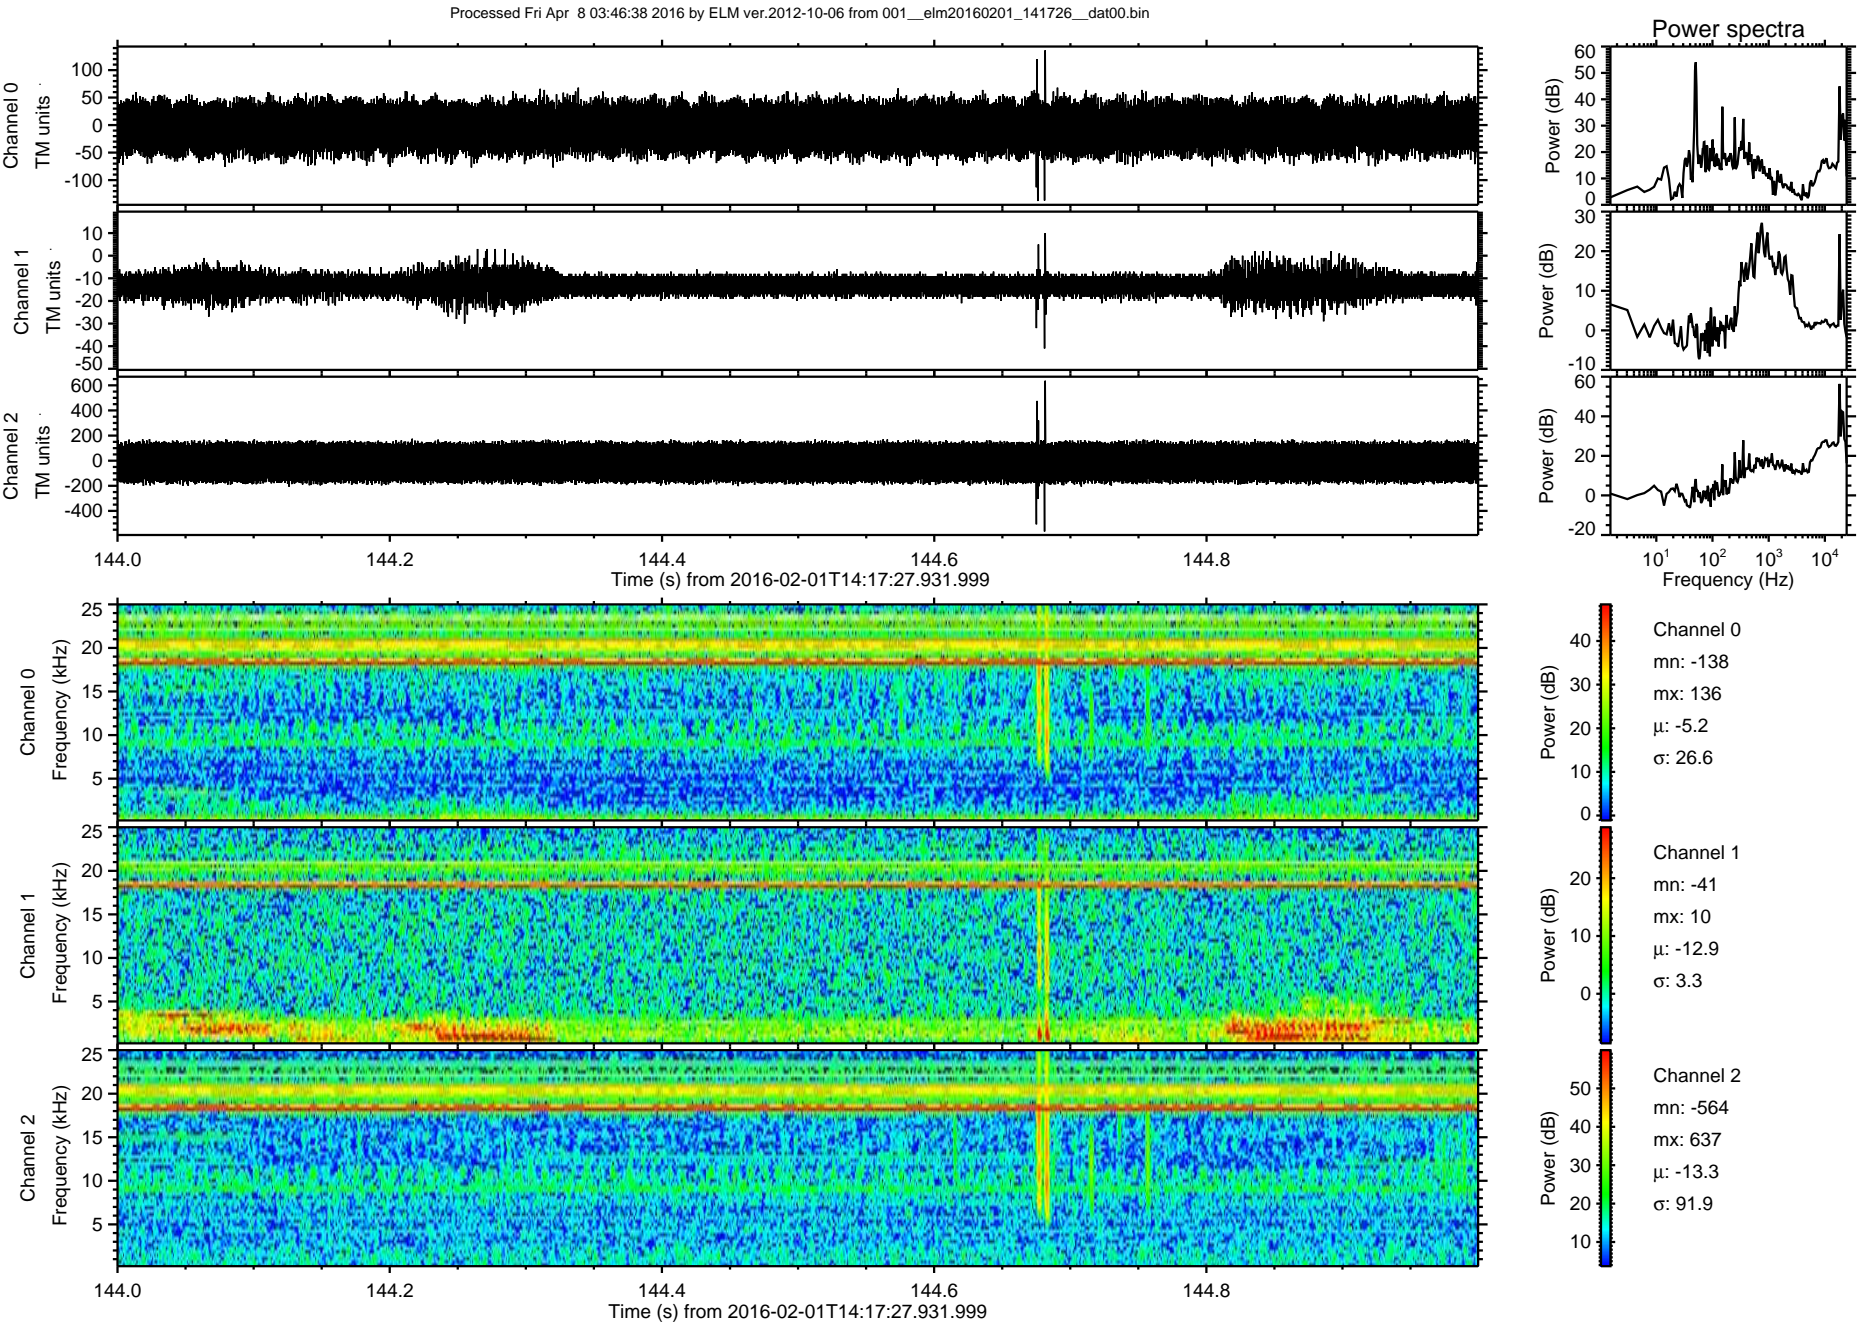 Processed Fri Apr  8 03:46:38 2016 by ELM ver.2012-10-06 from 001__elm20160201_141726__dat00.bin
Power spectra
Channel 0
TM units
100
50
0
-50
-100
Power (dB)
60
50
40
30
20
10
0
Channel 1
TM units
10
0
-10
-20
-30
-40
-50
Power (dB)
30
20
10
0
-10
Channel 2
TM units
600
400
200
0
-200
-400
Power (dB)
60
40
20
0
-20
144.0 144.2 144.4 144.6 144.8
Time (s) from 2016-02-01T14:17:27.931.999
10^1 10^2 10^3 10^4
Frequency (Hz)
Channel 0
Frequency (kHz)
25
20
15
10
5
Power (dB)
40
30
20
10
0
Channel 0
mn: -138
mx: 136
µ: -5.2
σ: 26.6
Channel 1
Frequency (kHz)
25
20
15
10
5
Power (dB)
20
10
0
Channel 1
mn: -41
mx: 10
µ: -12.9
σ: 3.3
Channel 2
Frequency (kHz)
25
20
15
10
5
Power (dB)
50
40
30
20
10
Channel 2
mn: -564
mx: 637
µ: -13.3
σ: 91.9
144.0 144.2 144.4 144.6 144.8
Time (s) from 2016-02-01T14:17:27.931.999